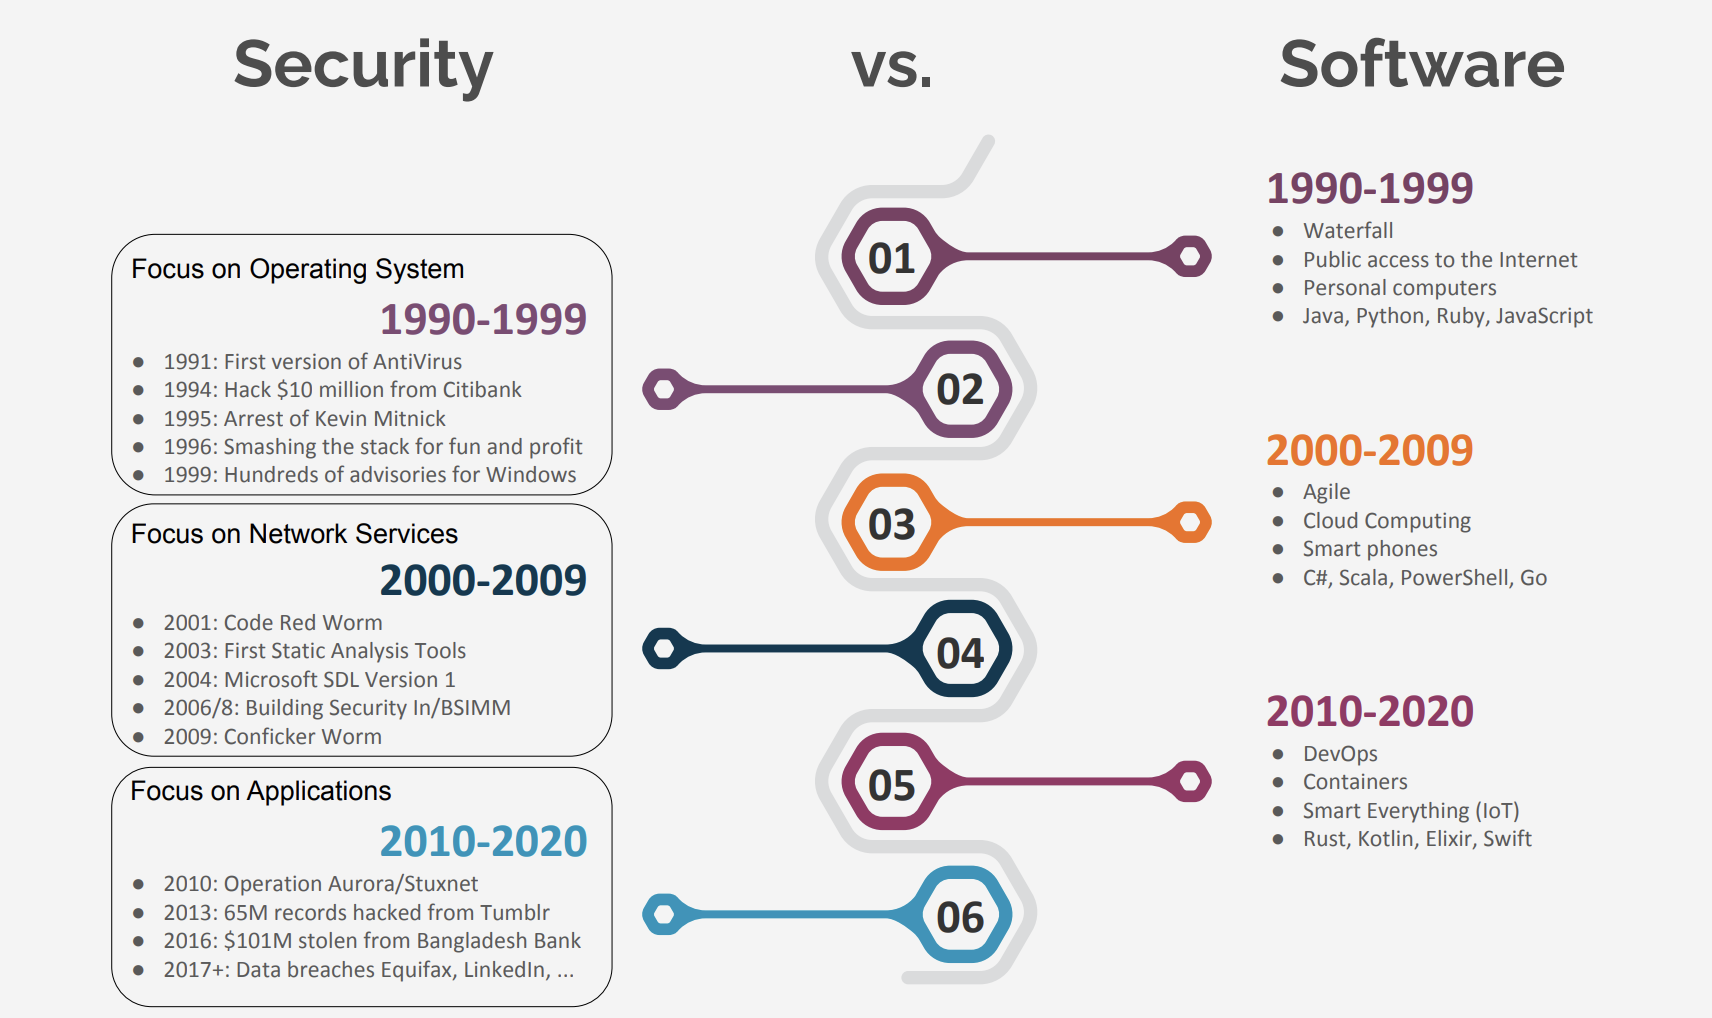 Security vs. Software
Focus on Operating System
1990-1999
● 1991: First version of AntiVirus
● 1994: Hack $10 million from Citibank
● 1995: Arrest of Kevin Mitnick
● 1996: Smashing the stack for fun and profit
● 1999: Hundreds of advisories for Windows
Focus on Network Services
2000-2009
● 2001: Code Red Worm
● 2003: First Static Analysis Tools
● 2004: Microsoft SDL Version 1
● 2006/8: Building Security In/BSIMM
● 2009: Conficker Worm
Focus on Applications
2010-2020
● 2010: Operation Aurora/Stuxnet
● 2013: 65M records hacked from Tumblr
● 2016: $101M stolen from Bangladesh Bank
● 2017+: Data breaches Equifax, LinkedIn, ...
01
02
03
04
05
06
1990-1999
● Waterfall
● Public access to the Internet
● Personal computers
● Java, Python, Ruby, JavaScript
2000-2009
● Agile
● Cloud Computing
● Smart phones
● C#, Scala, PowerShell, Go
2010-2020
● DevOps
● Containers
● Smart Everything (IoT)
● Rust, Kotlin, Elixir, Swift